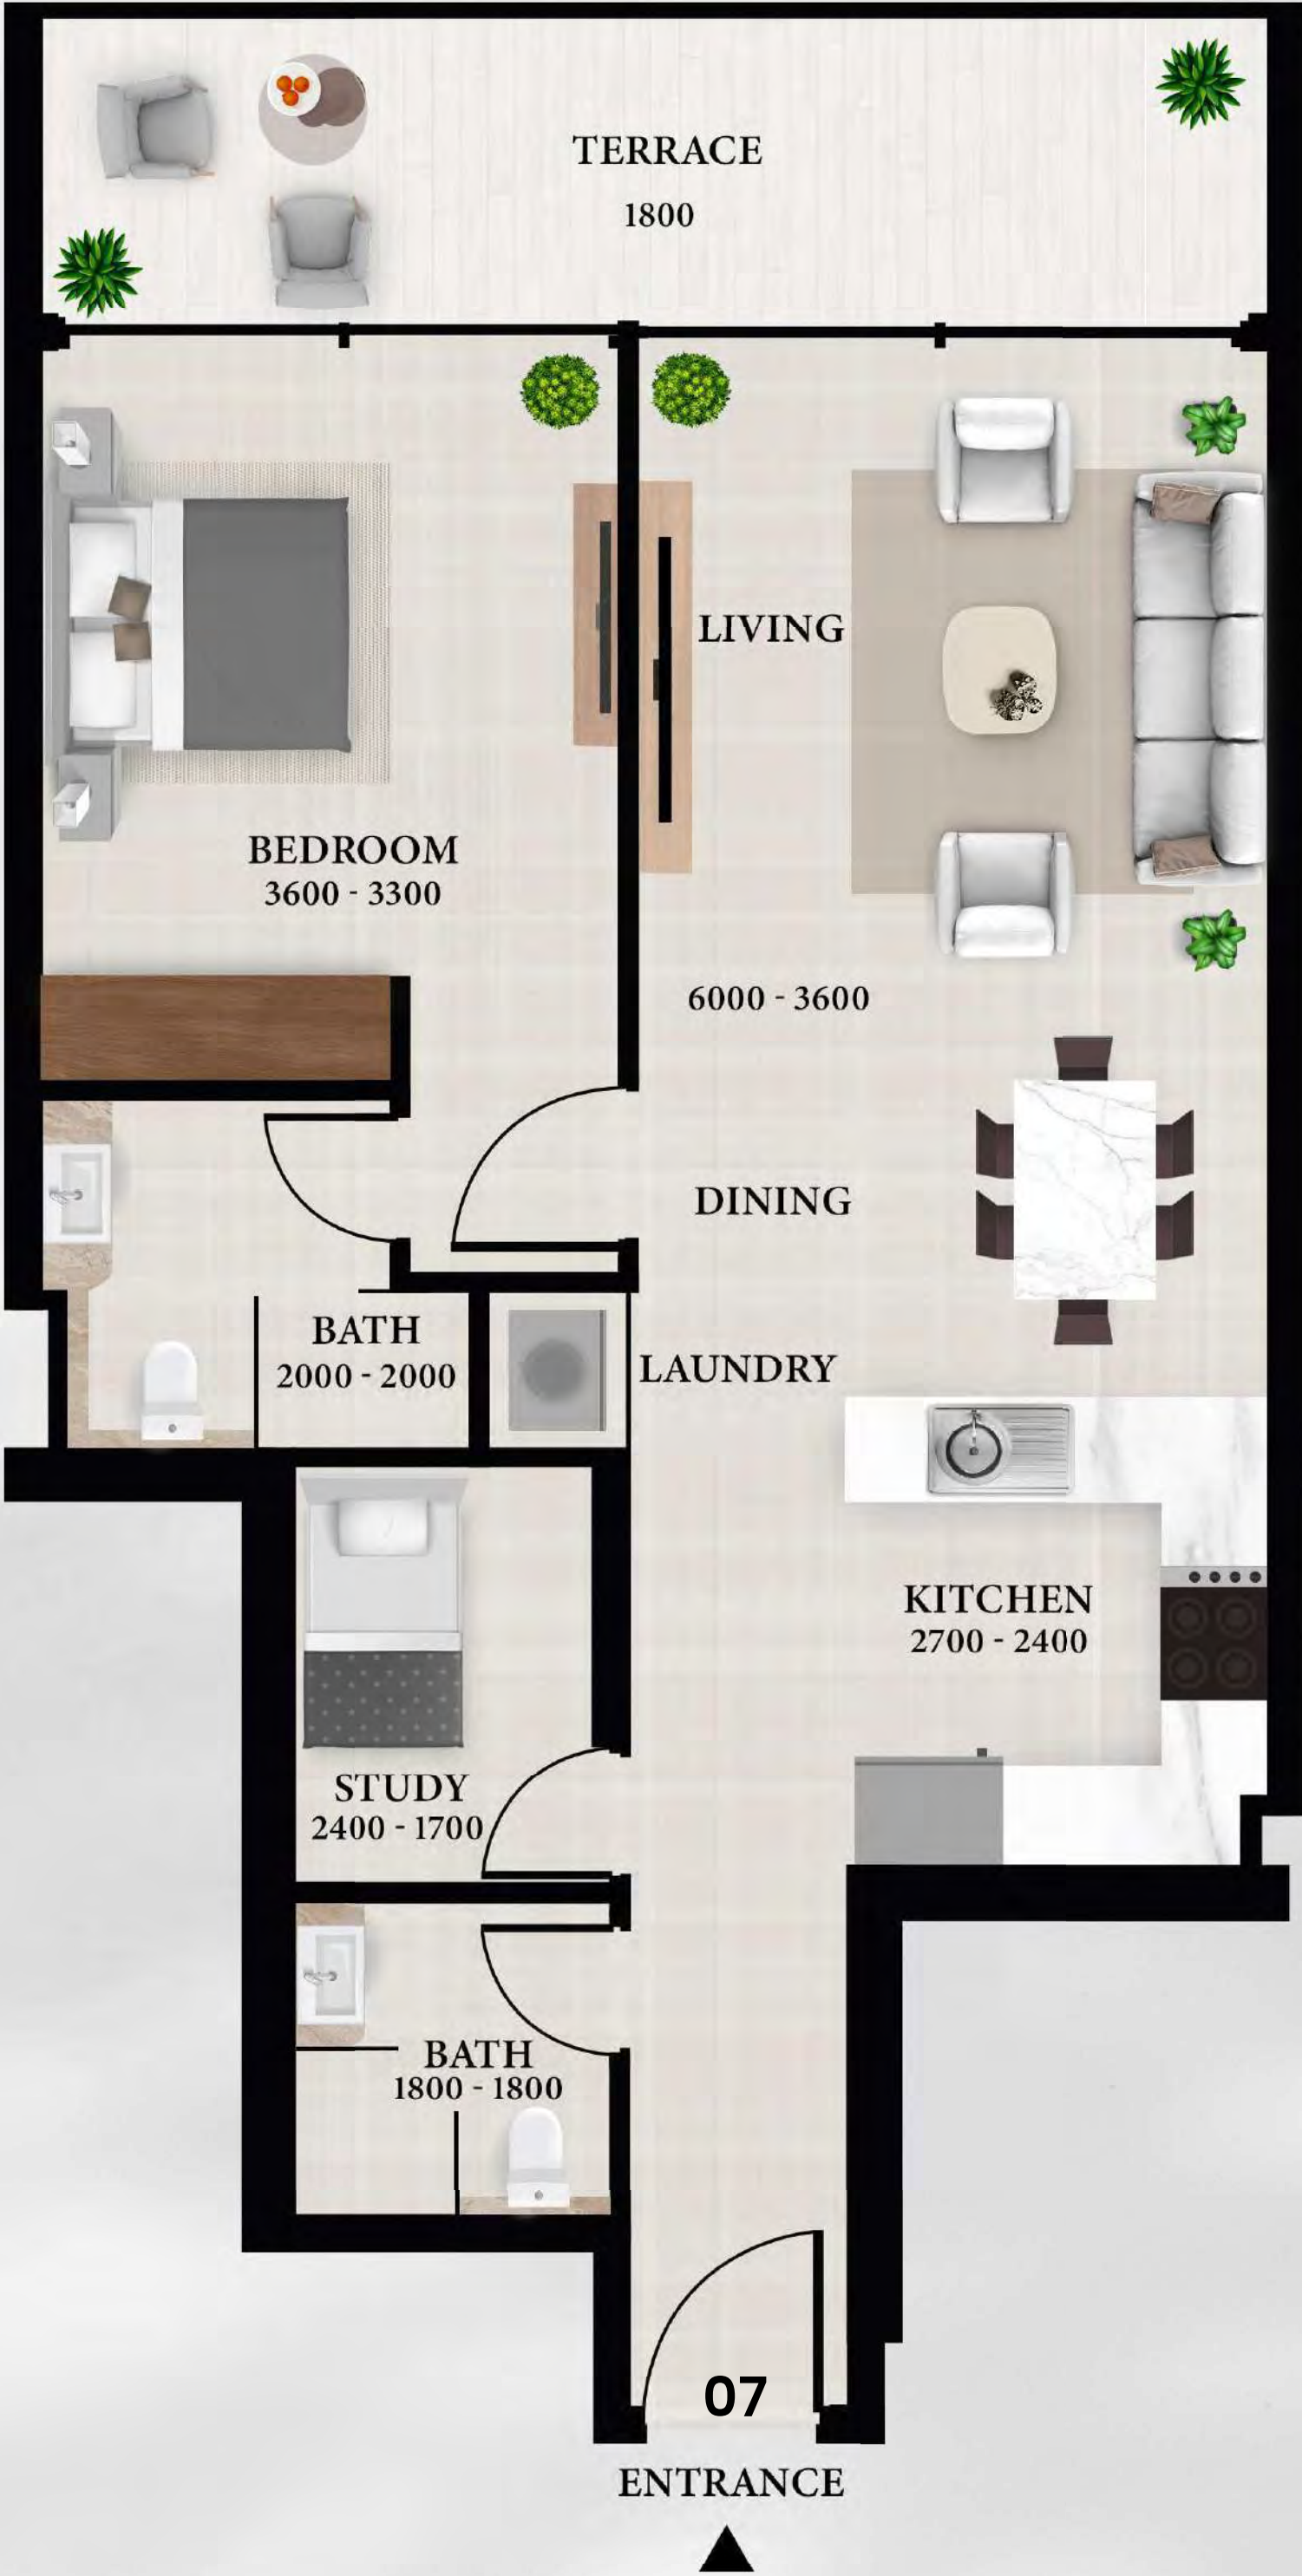 TERRACE
1800
LIVING
BEDROOM
3600 - 3300
6000 - 3600
DINING
BATH
2000 - 2000
LAUNDRY
KITCHEN
2700 - 2400
STUDY
2400 - 1700
BATH
1800 - 1800
07
ENTRANCE